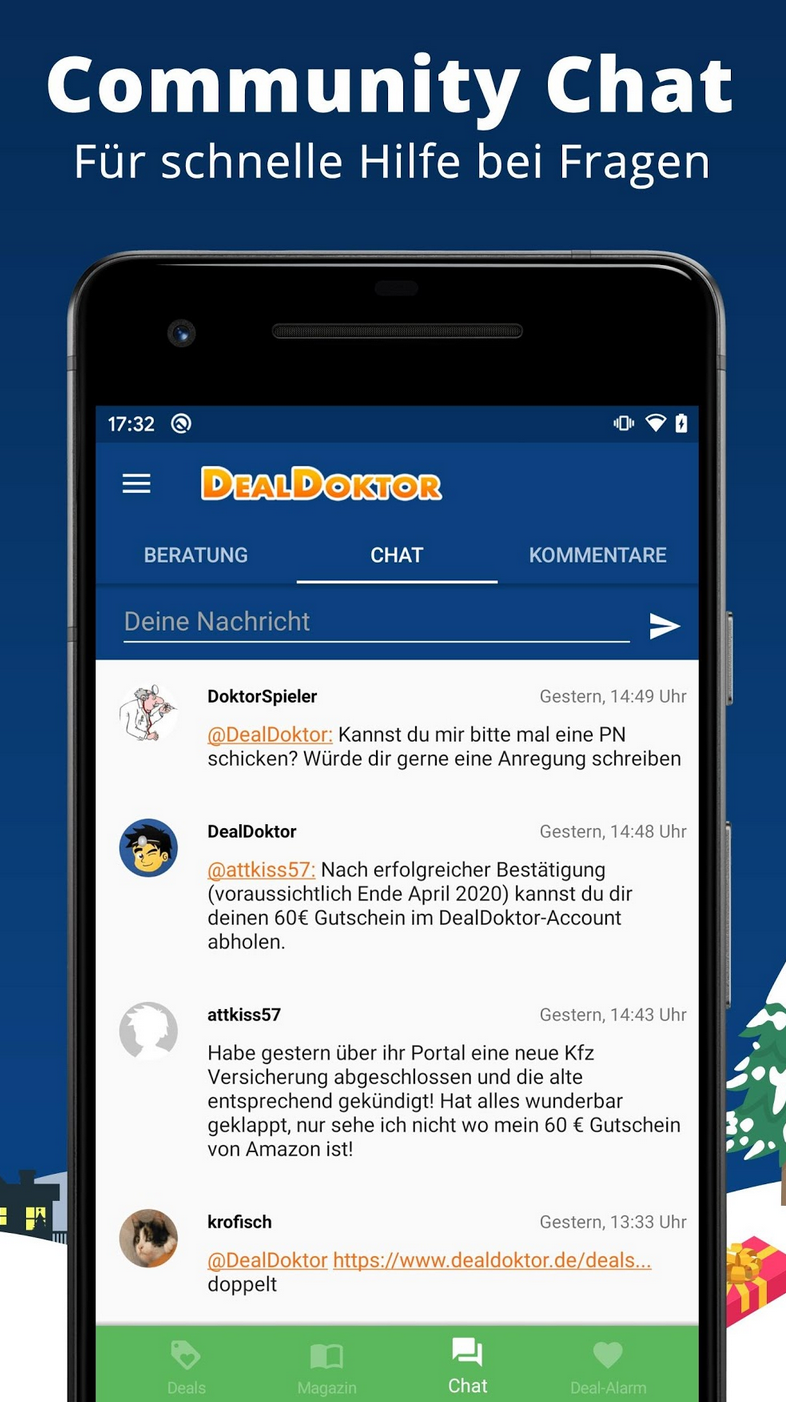 Community Chat
Für schnelle Hilfe bei Fragen
17:32
DEALDOKTOR
BERATUNG
CHAT
KOMMENTARE
Deine Nachricht
DoktorSpieler
Gestern, 14:49 Uhr
@DealDoktor: Kannst du mir bitte mal eine PN
schicken? Würde dir gerne eine Anregung schreiben
DealDoktor
Gestern, 14:48 Uhr
@attkiss57: Nach erfolgreicher Bestätigung
(voraussichtlich Ende April 2020) kannst du dir
deinen 60€ Gutschein im DealDoktor-Account
abholen.
attkiss57
Gestern, 14:43 Uhr
Habe gestern über ihr Portal eine neue Kfz
Versicherung abgeschlossen und die alte
entsprechend gekündigt! Hat alles wunderbar
geklappt, nur sehe ich nicht wo mein 60 € Gutschein
von Amazon ist!
krofisch
Gestern, 13:33 Uhr
@DealDoktor https://www.dealdoktor.de/deals...
doppelt
Deals
Magazin
Chat
Deal-Alarm